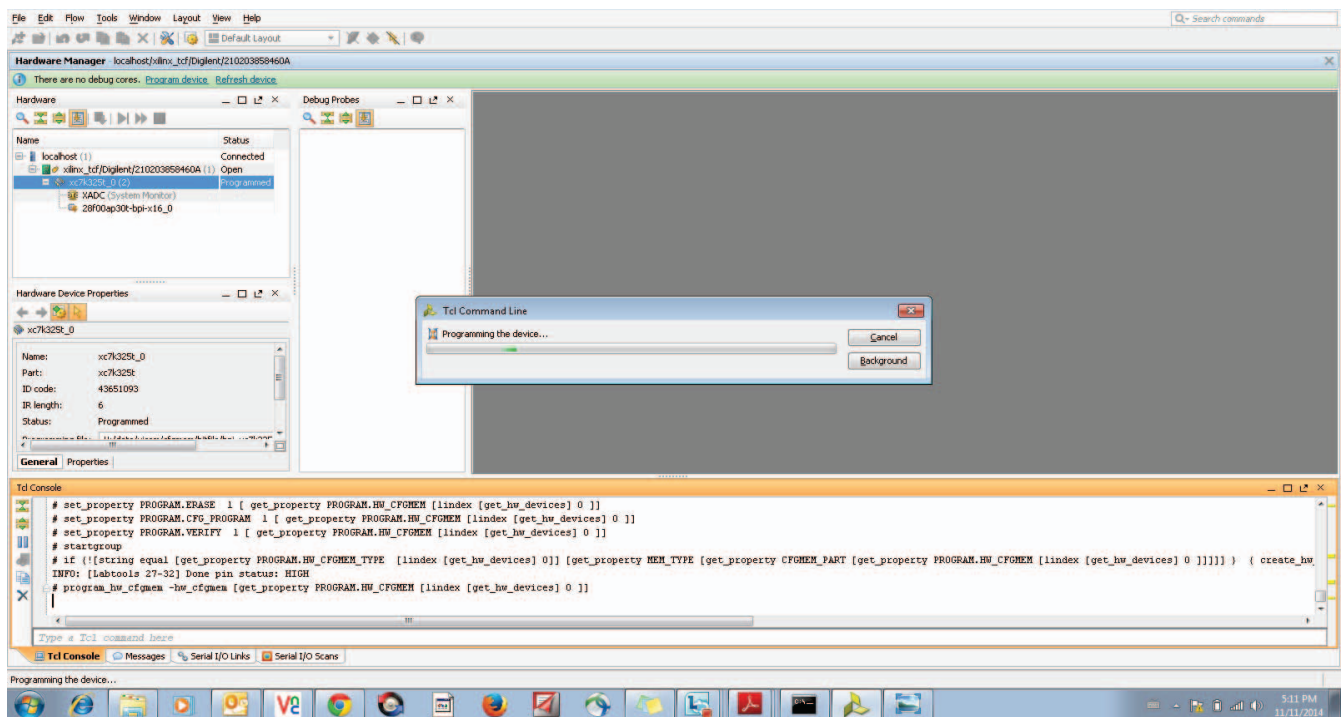 File Edit Flow Tools Window Layout View Help
Q- Search commands
Default Layout
Hardware Manager - localhost/xilinx_tcf/Digilent/210203858460A
There are no debug cores. Program device Refresh device
Hardware
Debug Probes
Name Status
localhost (1) Connected
xilinx_tcf/Digilent/210203858460A (1) Open
xc7k325t_0 (2) Programmed
XADC (System Monitor)
28f00ap30t-bpi-x16_0
Hardware Device Properties
xc7k325t_0
Name: xc7k325t_0
Part: xc7k325t
ID code: 43651093
IR length: 6
Status: Programmed
General Properties
Tcl Command Line
Programming the device...
Cancel
Background
Tcl Console
# set_property PROGRAM.ERASE 1 [ get_property PROGRAM.HW_CFGMEM [lindex [get_hw_devices] 0 ]]
# set_property PROGRAM.CFG_PROGRAM 1 [ get_property PROGRAM.HW_CFGMEM [lindex [get_hw_devices] 0 ]]
# set_property PROGRAM.VERIFY 1 [ get_property PROGRAM.HW_CFGMEM [lindex [get_hw_devices] 0 ]]
# startgroup
# if {![string equal [get_property PROGRAM.HW_CFGMEM_TYPE [lindex [get_hw_devices] 0]] [get_property MEM_TYPE [get_property CFGMEM_PART [get_property PROGRAM.HW_CFGMEM [lindex [get_hw_devices] 0 ]]]]] } { create_hw_
INFO: [Labtools 27-32] Done pin status: HIGH
# program_hw_cfgmem -hw_cfgmem [get_property PROGRAM.HW_CFGMEM [lindex [get_hw_devices] 0 ]]
Type a Tcl command here
Tcl Console Messages Serial I/O Links Serial I/O Scans
Programming the device...
5:11 PM
11/11/2014